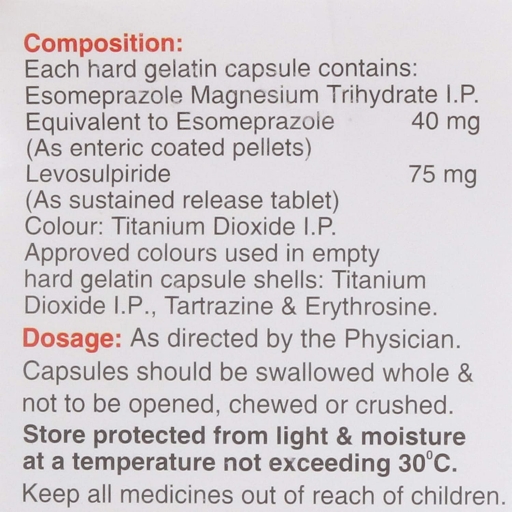 Composition:
Each hard gelatin capsule contains:
Esomeprazole Magnesium Trihydrate I.P.
Equivalent to Esomeprazole 40 mg
(As enteric coated pellets)
Levosulpiride 75 mg
(As sustained release tablet)
Colour: Titanium Dioxide I.P.
Approved colours used in empty
hard gelatin capsule shells: Titanium
Dioxide I.P., Tartrazine & Erythrosine.
Dosage: As directed by the Physician.
Capsules should be swallowed whole &
not to be opened, chewed or crushed.
Store protected from light & moisture
at a temperature not exceeding 30⁰C.
Keep all medicines out of reach of children.